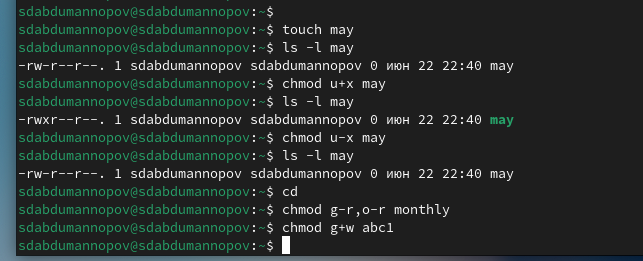 sdabdumannopov@sdabdumannopov:~$
sdabdumannopov@sdabdumannopov:~$ touch may
sdabdumannopov@sdabdumannopov:~$ ls -l may
-rw-r--r--. 1 sdabdumannopov sdabdumannopov 0 июн 22 22:40 may
sdabdumannopov@sdabdumannopov:~$ chmod u+x may
sdabdumannopov@sdabdumannopov:~$ ls -l may
-rwxr--r--. 1 sdabdumannopov sdabdumannopov 0 июн 22 22:40 may
sdabdumannopov@sdabdumannopov:~$ chmod u-x may
sdabdumannopov@sdabdumannopov:~$ ls -l may
-rw-r--r--. 1 sdabdumannopov sdabdumannopov 0 июн 22 22:40 may
sdabdumannopov@sdabdumannopov:~$ cd
sdabdumannopov@sdabdumannopov:~$ chmod g-r,o-r monthly
sdabdumannopov@sdabdumannopov:~$ chmod g+w abc1
sdabdumannopov@sdabdumannopov:~$